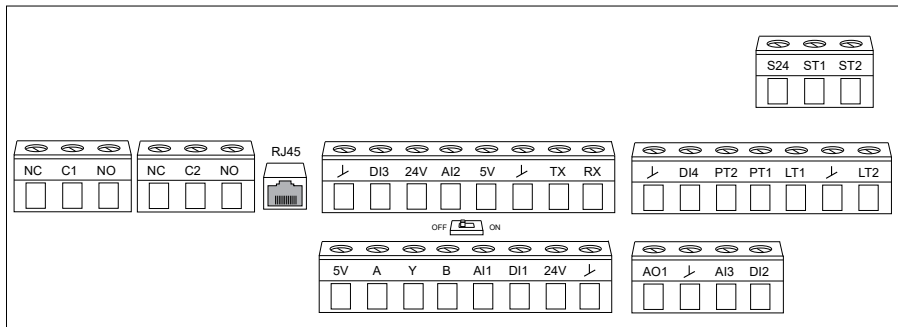 S24 ST1 ST2
RJ45
NC C1 NO NC C2 NO DI3 24V AI2 5V TX RX DI4 PT2 PT1 LT1 LT2
OFF ON
5V A Y B AI1 DI1 24V AO1 AI3 DI2